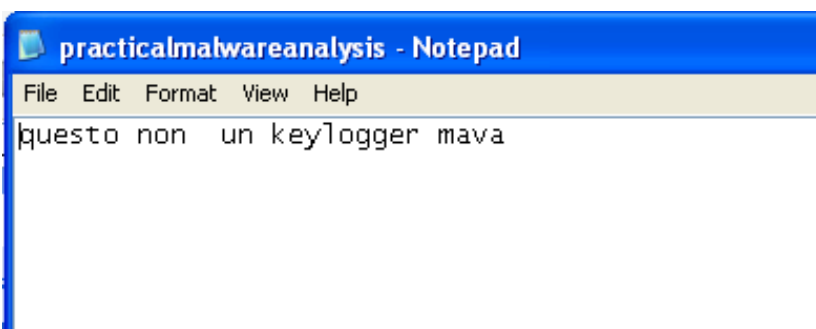 practicalmalwareanalysis - Notepad
File Edit Format View Help
questo non  un keylogger mava